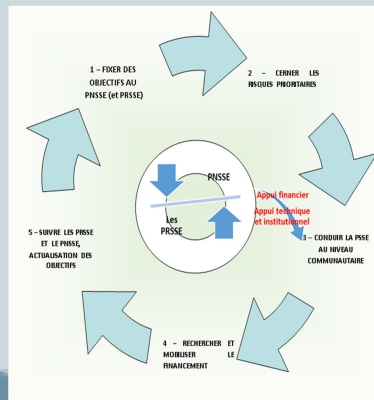 1 – FIXER DES
OBJECTIFS AU
PNSSE (et PRSSE)
2 – CERNER LES
RISQUES PRIORITAIRES
PNSSE
Les
PRSSE
Appui financier
Appui technique
et institutionnel
3 – CONDUIR LA PSSE
AU NIVEAU
COMMUNAUTAIRE
4 – RECHERCHER ET
MOBILISER LE
FINANCEMENT
5 – SUIVRE LES PRSSE
ET LE PNSSE,
ACTUALISATION DES
OBJECTIFS